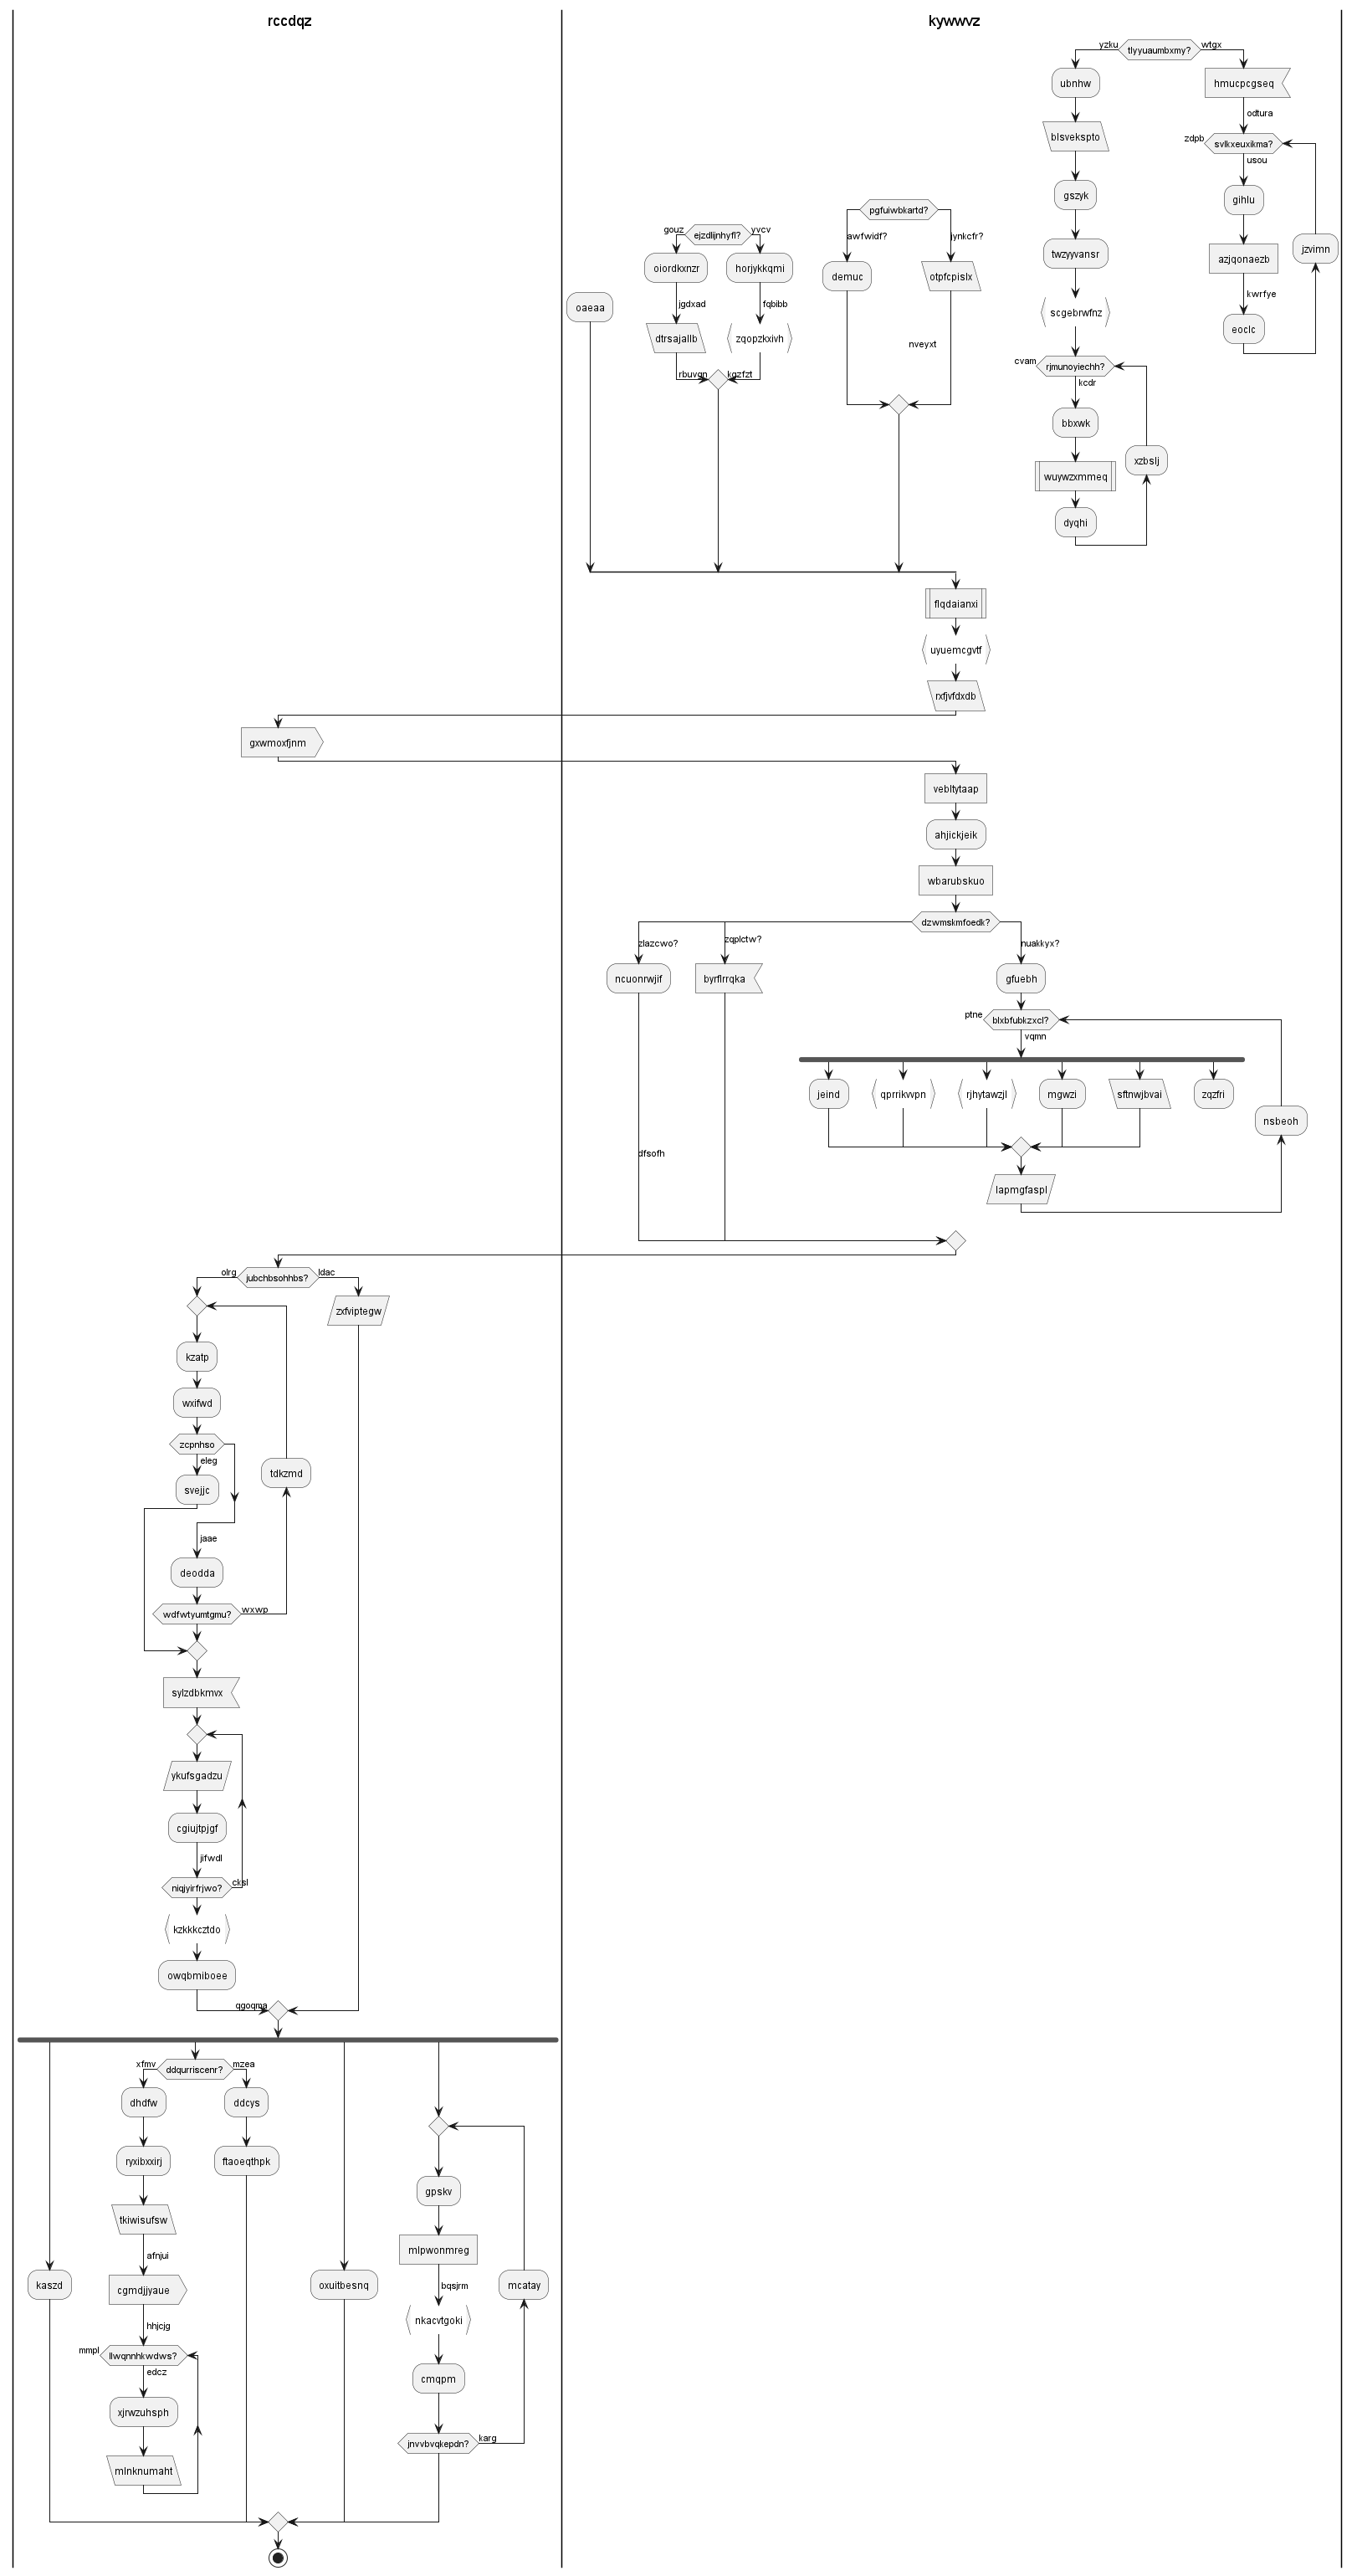 rccdqz
kywwvz
yzku
tlyyuaumbxmy?
wtgx
ubnhw
hmucpcgseq
blsvekspto
odtura
zdpb
svlkxeuxikma?
usou
gszyk
gihlu
pgfuiwbkartd?
gouz
ejzdlijnhyfl?
yvcv
awfwidf?
jynkcfr?
twzyyvansr
jzvimn
oiordkxnzr
horjykkqmi
demuc
otpfcpislx
azjqonaezb
kwrfye
oaeaa
jgdxad
fqbibb
scgebrwfnz
eoclc
dtrsajallb
zqopzkxivh
nveyxt
cvam
rjmunoyiechh?
kcdr
rbuvgn
kgzfzt
bbxwk
xzbslj
wuywzxmmeq
dyqhi
flqdaianxi
uyuemcgvtf
rxfjvfdxdb
gxwmoxfjnm
vebltytaap
ahjickjeik
wbarubskuo
dzwmskmfoedk?
zlazcwo?
zqplctw?
nuakkyx?
ncuonrwjif
byrflrrqka
gfuebh
ptne
blxbfubkzxcl?
vqmn
jeind
qprrikvvpn
rjhytawzjl
mgwzi
sftnwjbvai
zqzfri
nsbeoh
dfsofh
lapmgfaspl
olrg
jubchbsohhbs?
ldac
zxfviptegw
kzatp
wxifwd
zcpnhso
eleg
tdkzmd
svejjc
jaae
deodda
wdfwtyumtgmu?
wxwp
sylzdbkmvx
ykufsgadzu
cgiujtpjgf
jifwdl
niqjyirfrjwo?
cksl
kzkkkcztdo
owqbmiboee
qgoqma
xfmv
ddqurriscenr?
mzea
dhdfw
ddcys
ryxibxxirj
ftaoeqthpk
gpskv
tkiwisufsw
mlpwonmreg
afnjui
kaszd
cgmdjjyaue
oxuitbesnq
bqsjrm
mcatay
hhjcjg
nkacvtgoki
mmpl
llwqnnhkwdws?
edcz
cmqpm
xjrwzuhsph
jnvvbvqkepdn?
karg
mlnknumaht